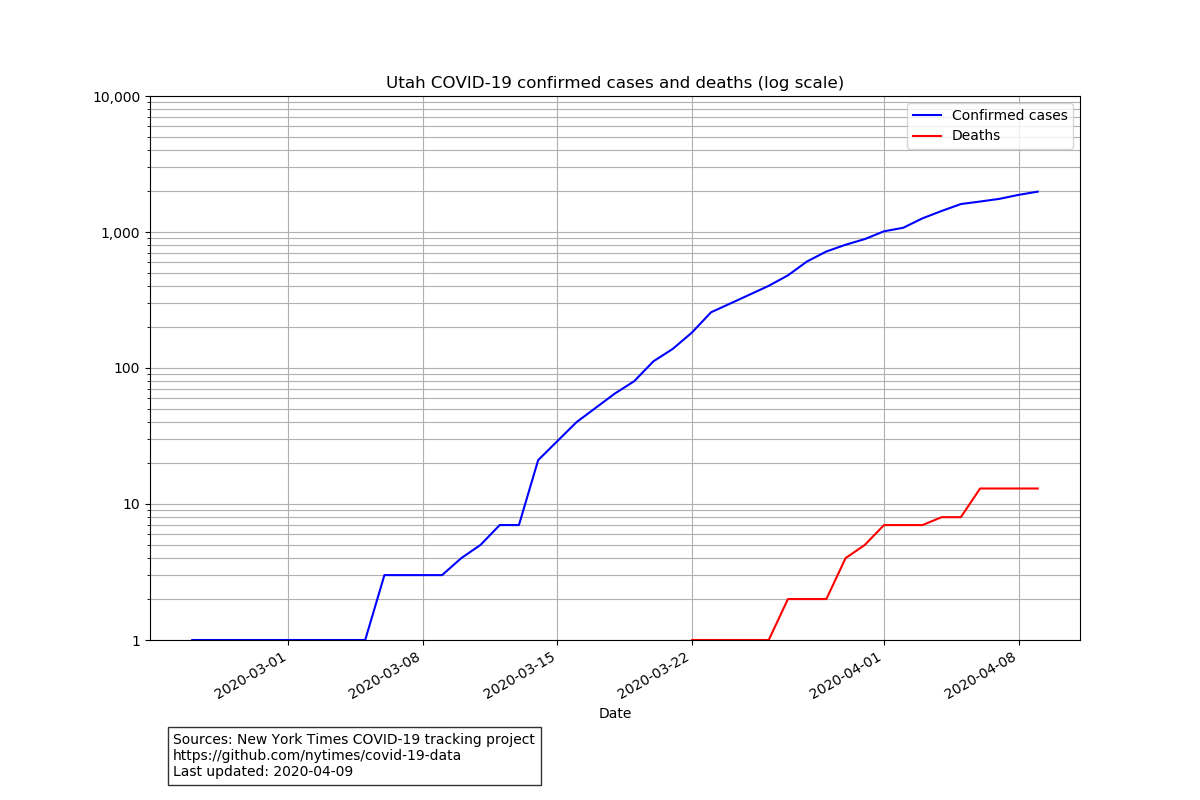 Utah COVID-19 confirmed cases and deaths (log scale)
10,000
1,000
100
10
1
Confirmed cases
Deaths
2020-03-01
2020-03-08
2020-03-15
2020-03-22
2020-04-01
2020-04-08
Date
Sources: New York Times COVID-19 tracking project
https://github.com/nytimes/covid-19-data
Last updated: 2020-04-09